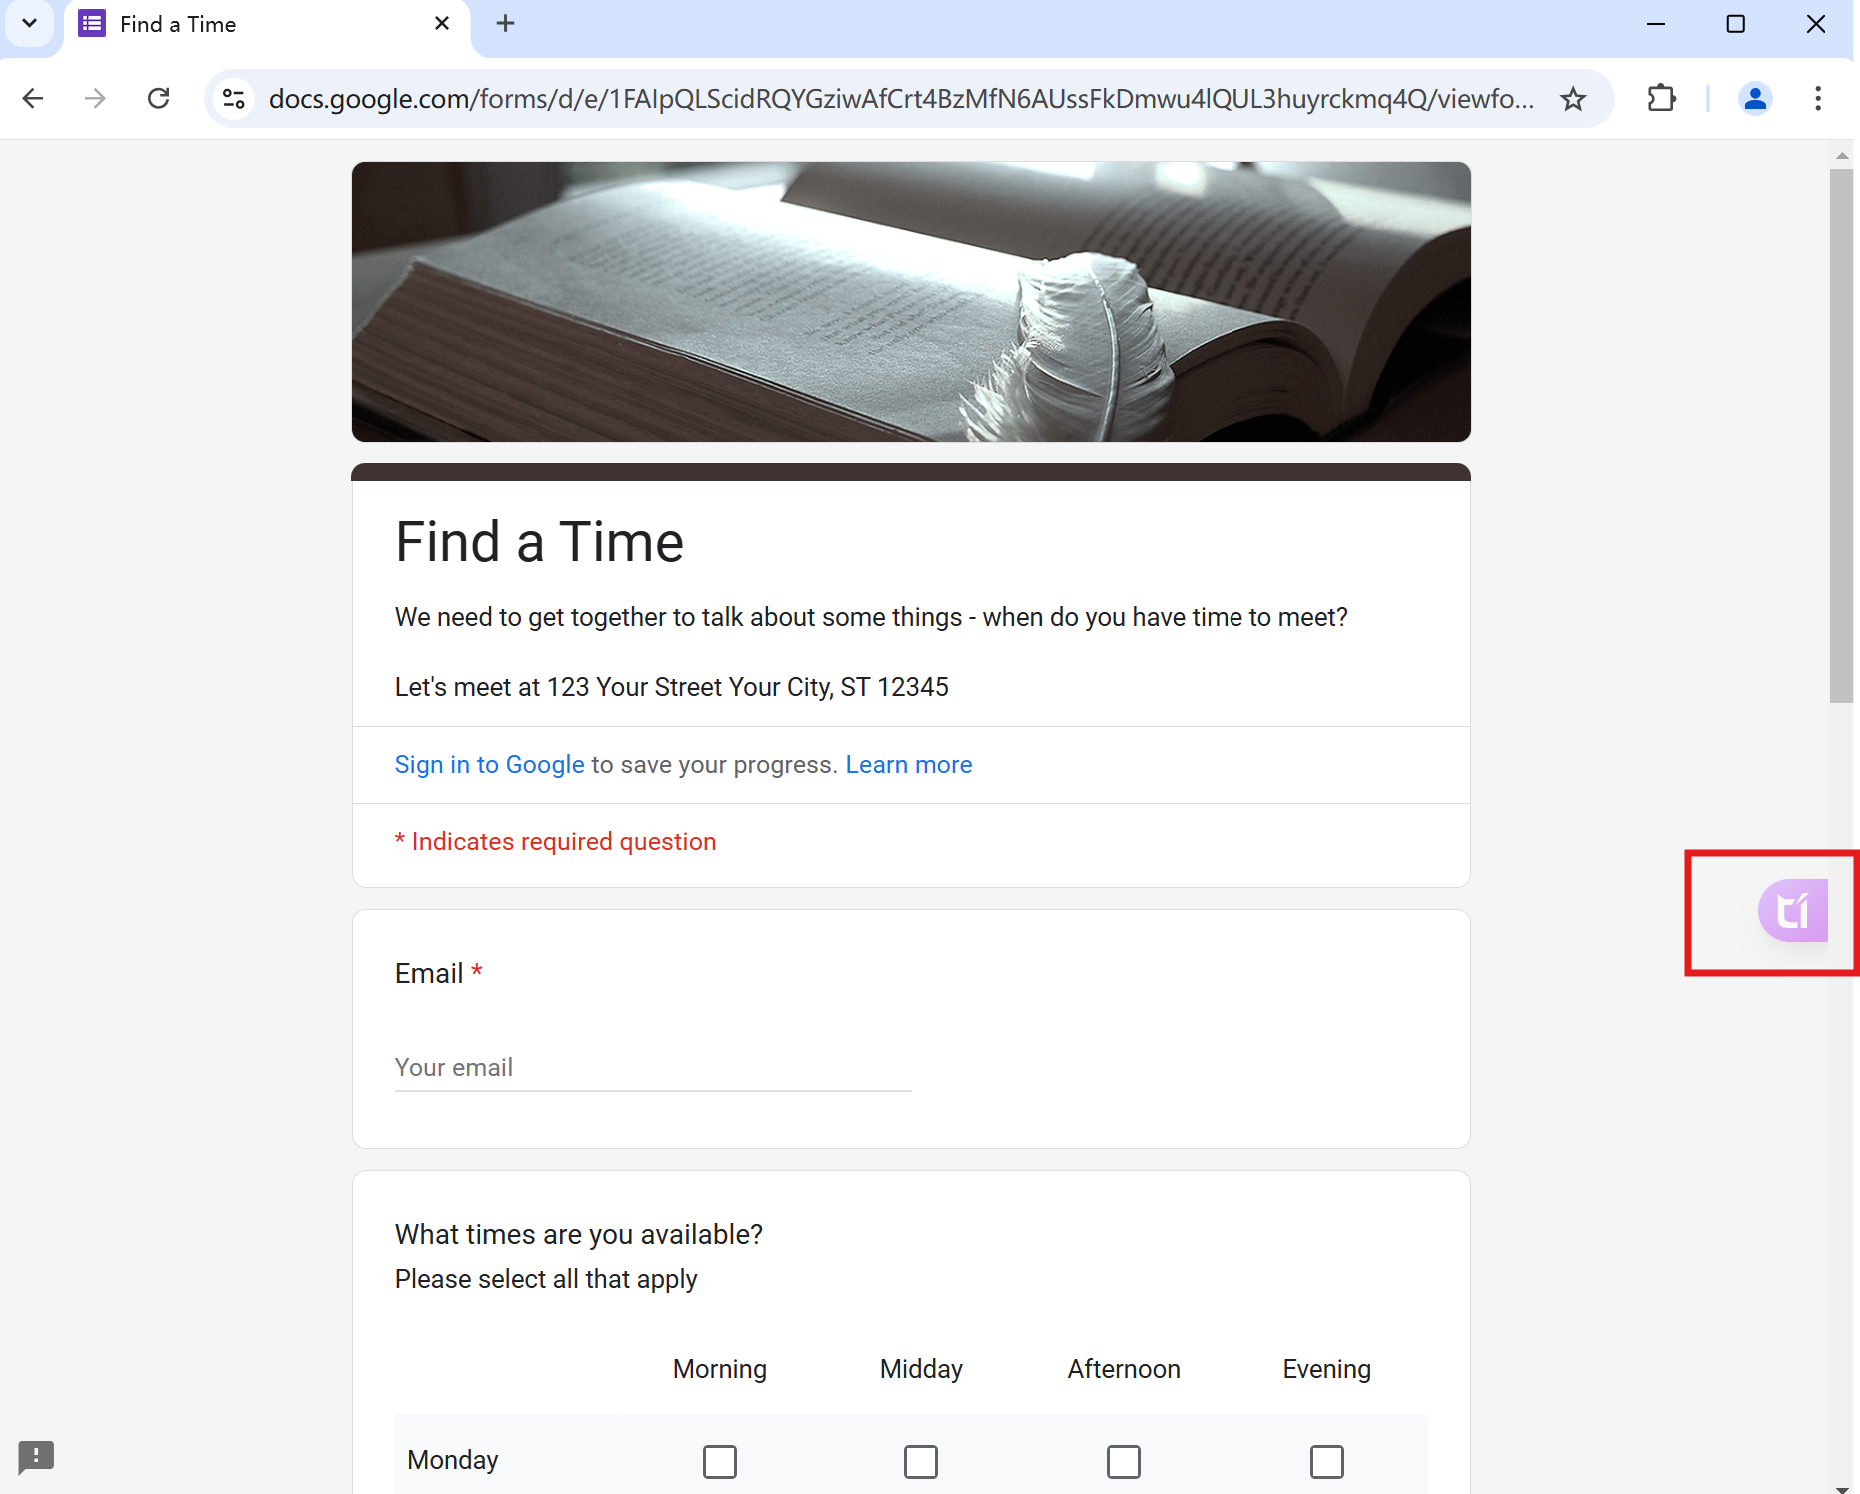 Find a Time
docs.google.com/forms/d/e/1FAIpQLScidRQYGziwAfCrt4BzMfN6AUssFkDmwu4lQUL3huyrckmq4Q/viewfo...
Find a Time
We need to get together to talk about some things - when do you have time to meet?
Let's meet at 123 Your Street Your City, ST 12345
Sign in to Google to save your progress. Learn more
* Indicates required question
Email *
Your email
What times are you available?
Please select all that apply
Morning Midday Afternoon Evening
Monday